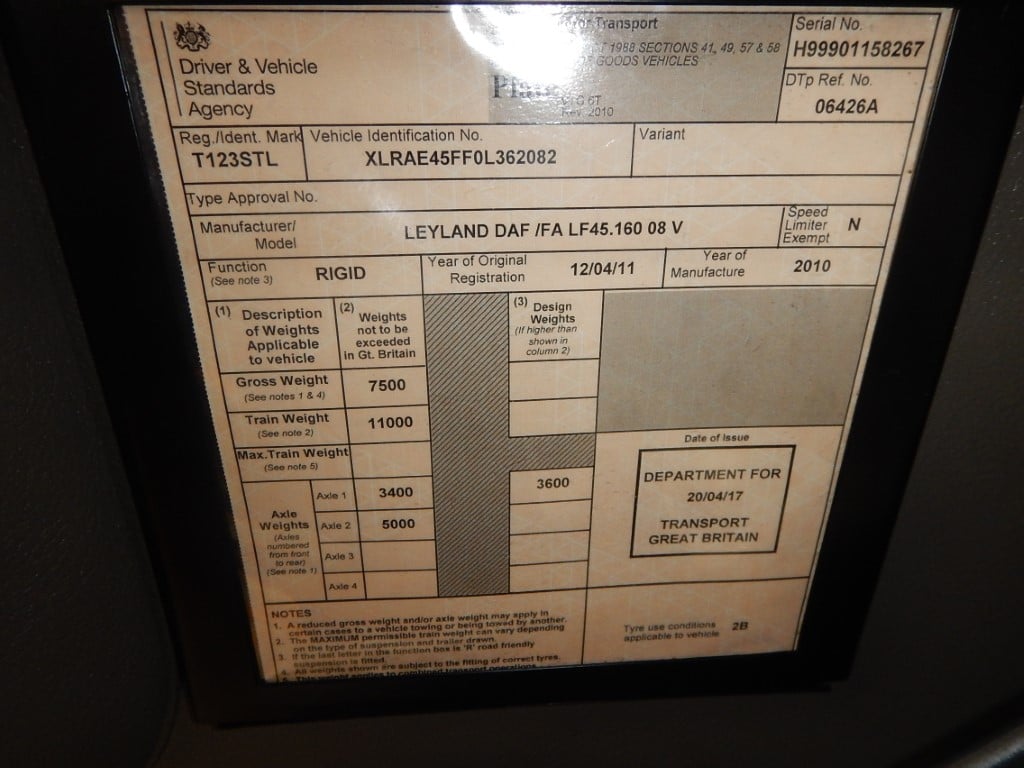 Driver & Vehicle
Standards
Agency
for Transport
1988 SECTIONS 41, 49, 57 & 58
GOODS VEHICLES
6T
Rev. 2010
Serial No.
H99901158267
DTp Ref. No.
06426A
Reg./Ident. Mark
T123STL
Vehicle Identification No.
XLRAE45FF0L362082
Variant
Type Approval No.
Manufacturer/
Model
LEYLAND DAF /FA LF45.160 08 V
Speed
Limiter
Exempt
N
Function
(See note 3)
RIGID
Year of Original
Registration
12/04/11
Year of
Manufacture
2010
(1) Description
of Weights
Applicable
to vehicle
(2) Weights
not to be
exceeded
in Gt. Britain
(3) Design
Weights
(If higher than
shown in
column 2)
Gross Weight
(See notes 1 & 4)
7500
Train Weight
(See note 2)
11000
Max.Train Weight
(See note 5)
Axle
Weights
(Axles
numbered
from front
to rear)
(See note 1)
Axle 1
3400
3600
Axle 2
5000
Axle 3
Axle 4
Date of Issue
DEPARTMENT FOR
20/04/17
TRANSPORT
GREAT BRITAIN
NOTES
1. A reduced gross weight and/or axle weight may apply in
certain cases to a vehicle towing or being towed by another.
2. The MAXIMUM permissible train weight can vary depending
on the type of suspension and trailer drawn.
3. If the last letter in the function box is 'R' road friendly
suspension is fitted.
4. All weights shown are subject to the fitting of correct tyres.
This weight applies to combined transport operations
Tyre use conditions
applicable to vehicle
2B